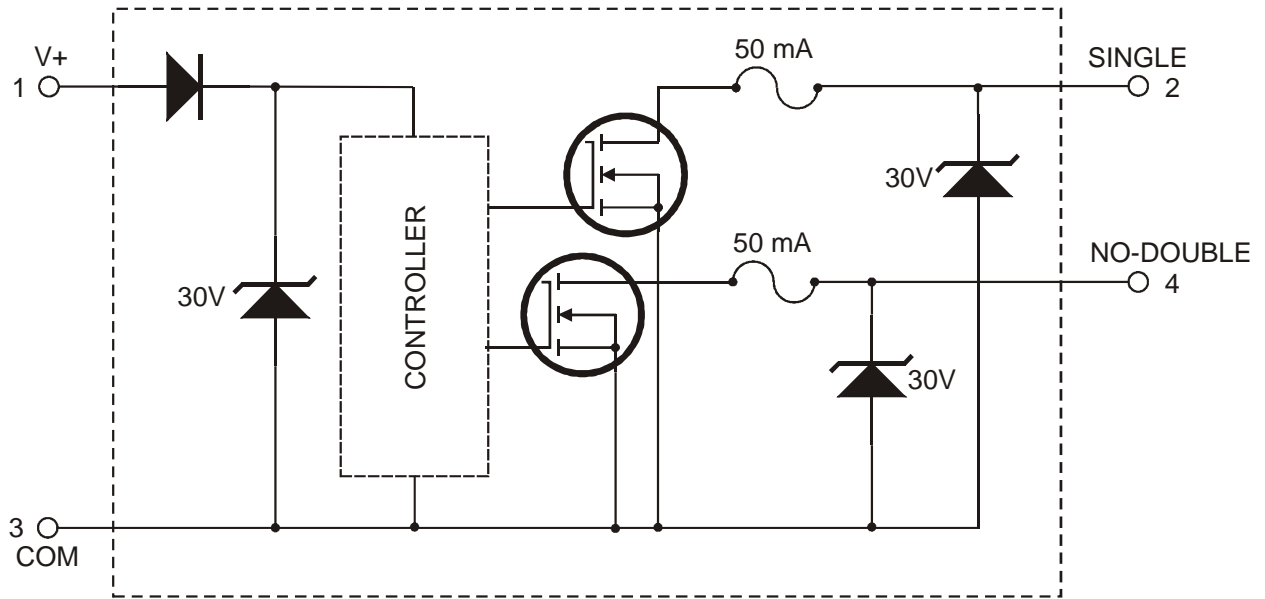 50 mA
V+
SINGLE
1
2
30V
50 mA
NO-DOUBLE
4
30V
CONTROLLER
30V
3
COM